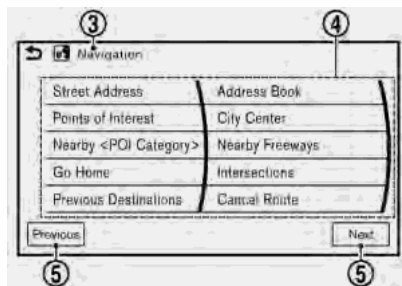 ③ ④
Navigation
Street Address Address Book
Points of Interest City Center
Nearby <POI Category> Nearby Freeways
Go Home Intersections
Previous Destinations Cancel Route
Previous Next
⑤ ⑤